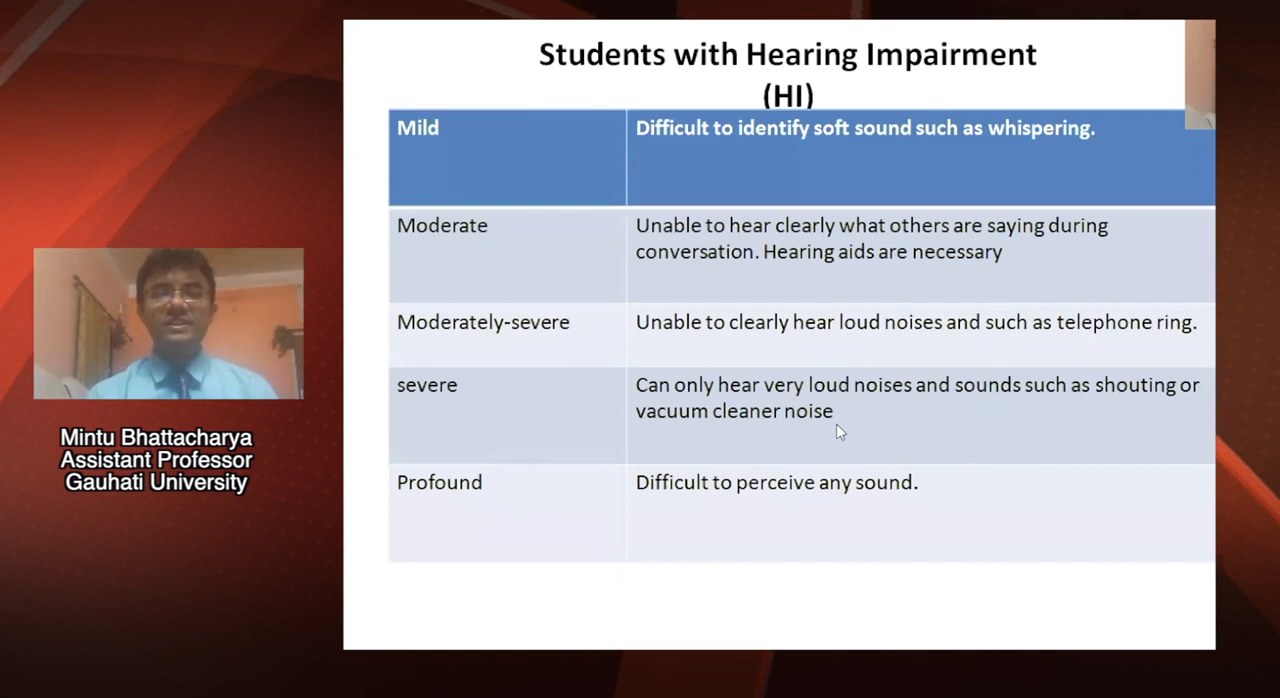 Students with Hearing Impairment
(HI)
Mild
Difficult to identify soft sound such as whispering.
Moderate
Unable to hear clearly what others are saying during
conversation. Hearing aids are necessary
Moderately-severe
Unable to clearly hear loud noises and such as telephone ring.
severe
Can only hear very loud noises and sounds such as shouting or
vacuum cleaner noise
Profound
Difficult to perceive any sound.
Mintu Bhattacharya
Assistant Professor
Gauhati University